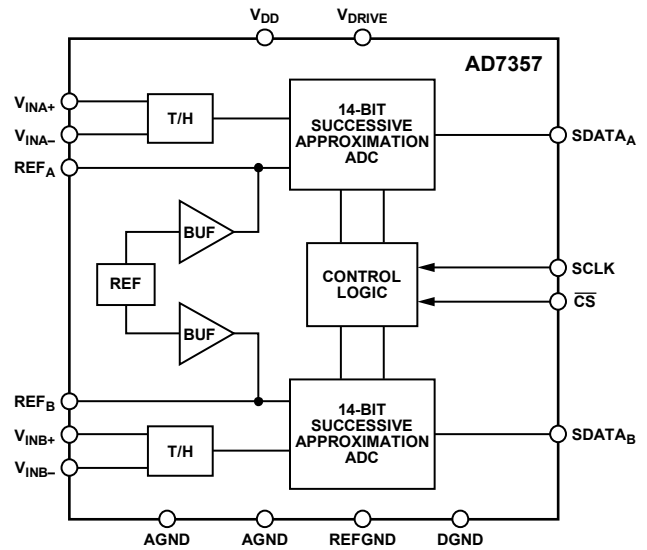 VDD
VDRIVE
AD7357
VINA+
T/H
14-BIT
SUCCESSIVE
APPROXIMATION
ADC
SDATAA
VINA–
REFA
BUF
REF
CONTROL
LOGIC
SCLK
CS
BUF
REFB
VINB+
T/H
14-BIT
SUCCESSIVE
APPROXIMATION
ADC
SDATAB
VINB–
AGND
AGND
REFGND
DGND